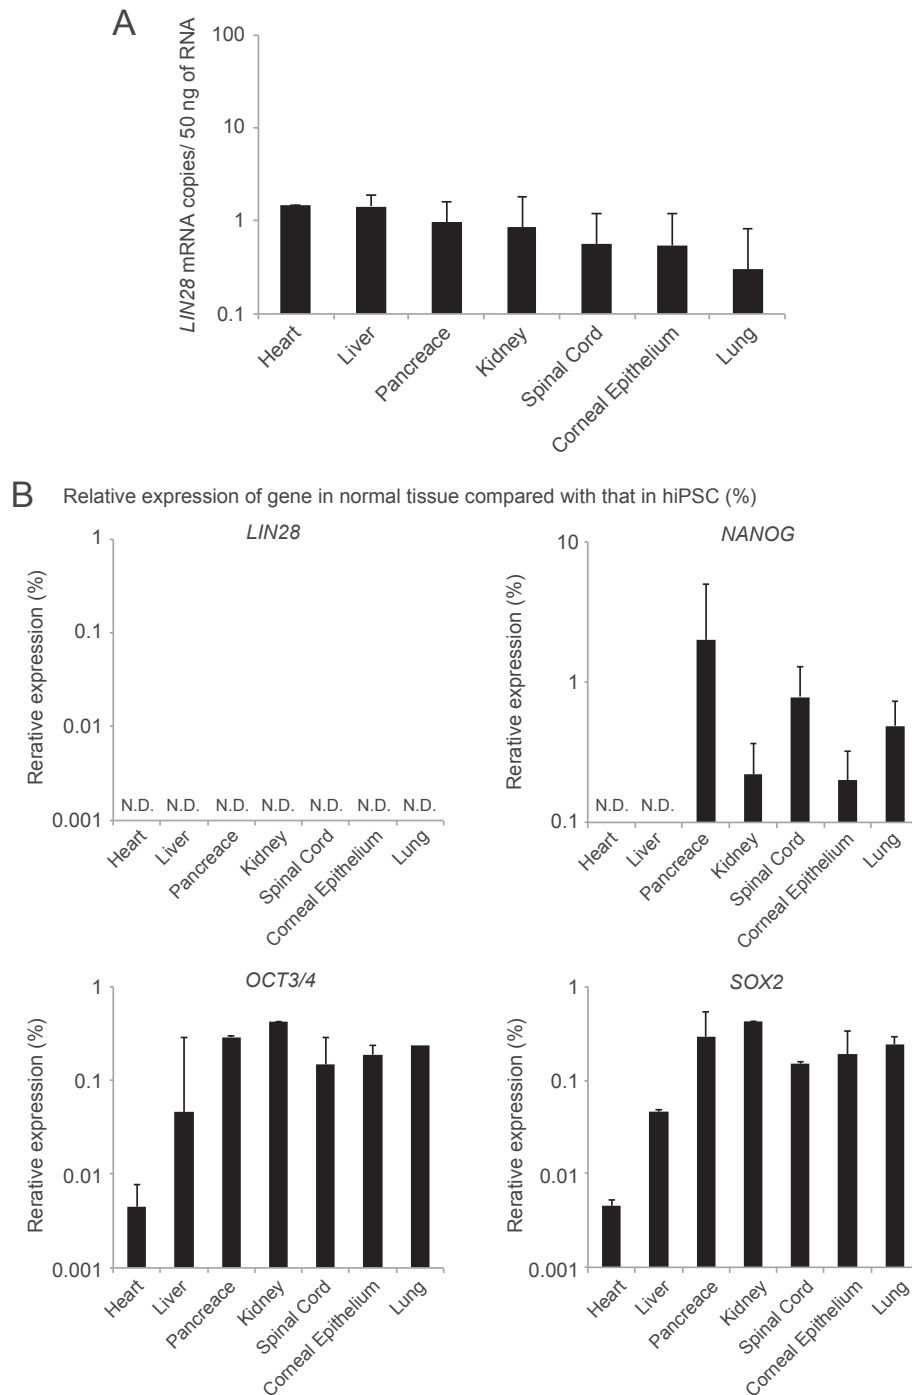 A
LIN28 mRNA copies/ 50 ng of RNA
100
10
1
0.1
Heart
Liver
Pancreace
Kidney
Spinal Cord
Corneal Epithelium
Lung
B Relative expression of gene in normal tissue compared with that in hiPSC (%)
LIN28
Rerative expression (%)
1
0.1
0.01
0.001
N.D. N.D. N.D. N.D. N.D. N.D. N.D.
Heart
Liver
Pancreace
Kidney
Spinal Cord
Corneal Epithelium
Lung
NANOG
Rerative expression (%)
10
1
0.1
N.D. N.D.
Heart
Liver
Pancreace
Kidney
Spinal Cord
Corneal Epithelium
Lung
OCT3/4
Rerative expression (%)
1
0.1
0.01
0.001
Heart
Liver
Pancreace
Kidney
Spinal Cord
Corneal Epithelium
Lung
SOX2
Rerative expression (%)
1
0.1
0.01
0.001
Heart
Liver
Pancreace
Kidney
Spinal Cord
Corneal Epithelium
Lung